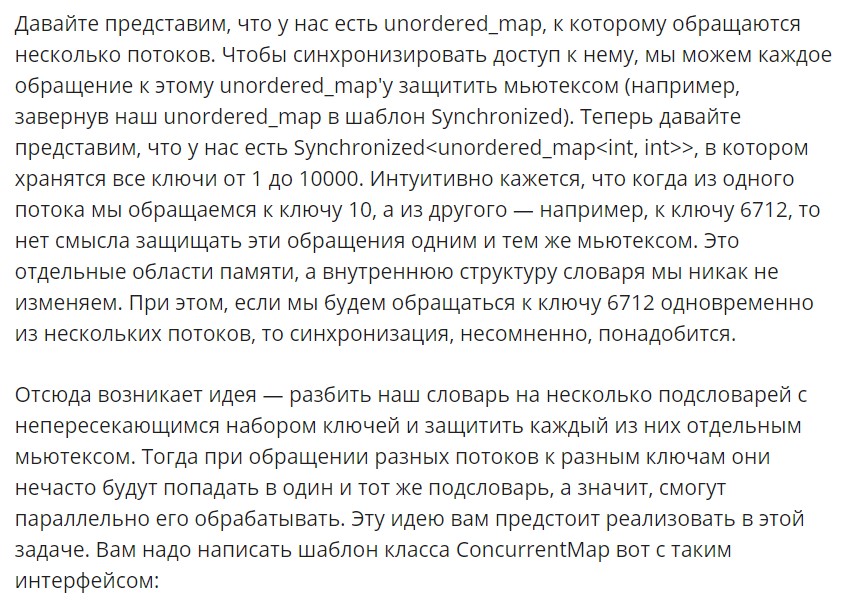 Давайте представим, что у нас есть unordered_map, к которому обращаются
несколько потоков. Чтобы синхронизировать доступ к нему, мы можем каждое
обращение к этому unordered_map'у защитить мьютексом (например,
завернув наш unordered_map в шаблон Synchronized). Теперь давайте
представим, что у нас есть Synchronized<unordered_map<int, int>>, в котором
хранятся все ключи от 1 до 10000. Интуитивно кажется, что когда из одного
потока мы обращаемся к ключу 10, а из другого — например, к ключу 6712, то
нет смысла защищать эти обращения одним и тем же мьютексом. Это
отдельные области памяти, а внутреннюю структуру словаря мы никак не
изменяем. При этом, если мы будем обращаться к ключу 6712 одновременно
из нескольких потоков, то синхронизация, несомненно, понадобится.
Отсюда возникает идея — разбить наш словарь на несколько подсловарей с
непересекающимся набором ключей и защитить каждый из них отдельным
мьютексом. Тогда при обращении разных потоков к разным ключам они
нечасто будут попадать в один и тот же подсловарь, а значит, смогут
параллельно его обрабатывать. Эту идею вам предстоит реализовать в этой
задаче. Вам надо написать шаблон класса ConcurrentMap вот с таким
интерфейсом: